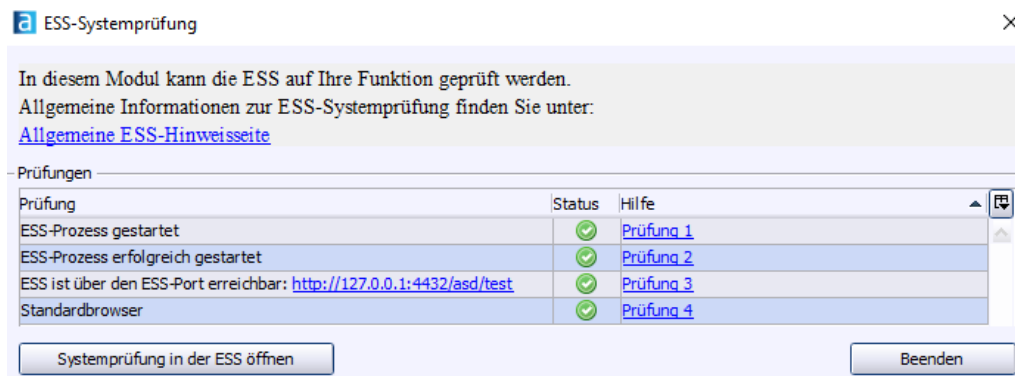 ESS-Systemprüfung
In diesem Modul kann die ESS auf Ihre Funktion geprüft werden.
Allgemeine Informationen zur ESS-Systemprüfung finden Sie unter:
Allgemeine ESS-Hinweisseite
Prüfungen
Prüfung Status Hilfe
ESS-Prozess gestartet Prüfung 1
ESS-Prozess erfolgreich gestartet Prüfung 2
ESS ist über den ESS-Port erreichbar: http://127.0.0.1:4432/asd/test Prüfung 3
Standardbrowser Prüfung 4
Systemprüfung in der ESS öffnen Beenden